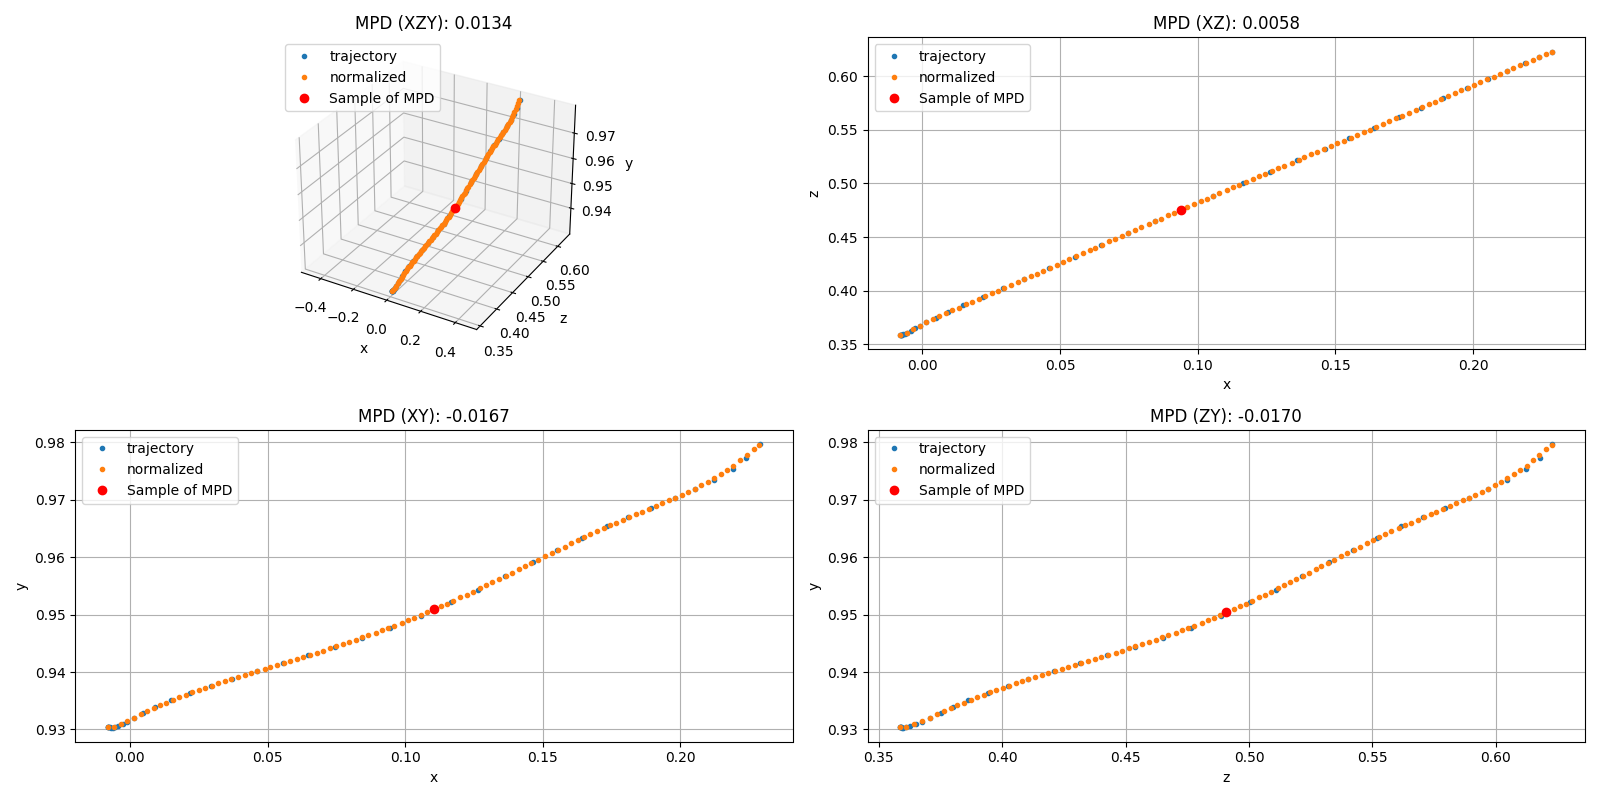 MPD (XZY): 0.0134
trajectory
normalized
Sample of MPD
0.97
0.96
0.95
0.94
y
−0.4
−0.2
0.0
0.2
0.4
x
0.35
0.40
0.45
0.50
0.55
0.60
z
MPD (XZ): 0.0058
trajectory
normalized
Sample of MPD
0.60
0.55
0.50
0.45
0.40
0.35
z
0.00
0.05
0.10
0.15
0.20
x
MPD (XY): -0.0167
trajectory
normalized
Sample of MPD
0.98
0.97
0.96
0.95
0.94
0.93
y
0.00
0.05
0.10
0.15
0.20
x
MPD (ZY): -0.0170
trajectory
normalized
Sample of MPD
0.98
0.97
0.96
0.95
0.94
0.93
y
0.35
0.40
0.45
0.50
0.55
0.60
z